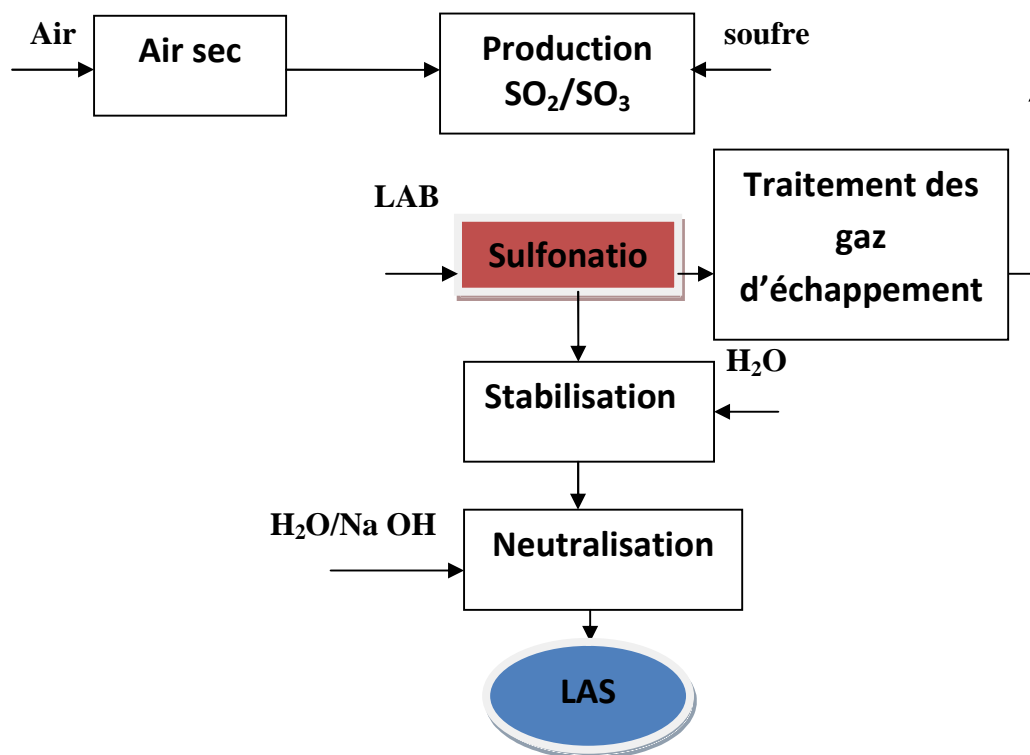 Air
Air sec
Production
SO₂/SO₃
soufre
LAB
Sulfonatio
Traitement des
gaz
d’échappement
Stabilisation
H₂O
H₂O/Na OH
Neutralisation
LAS